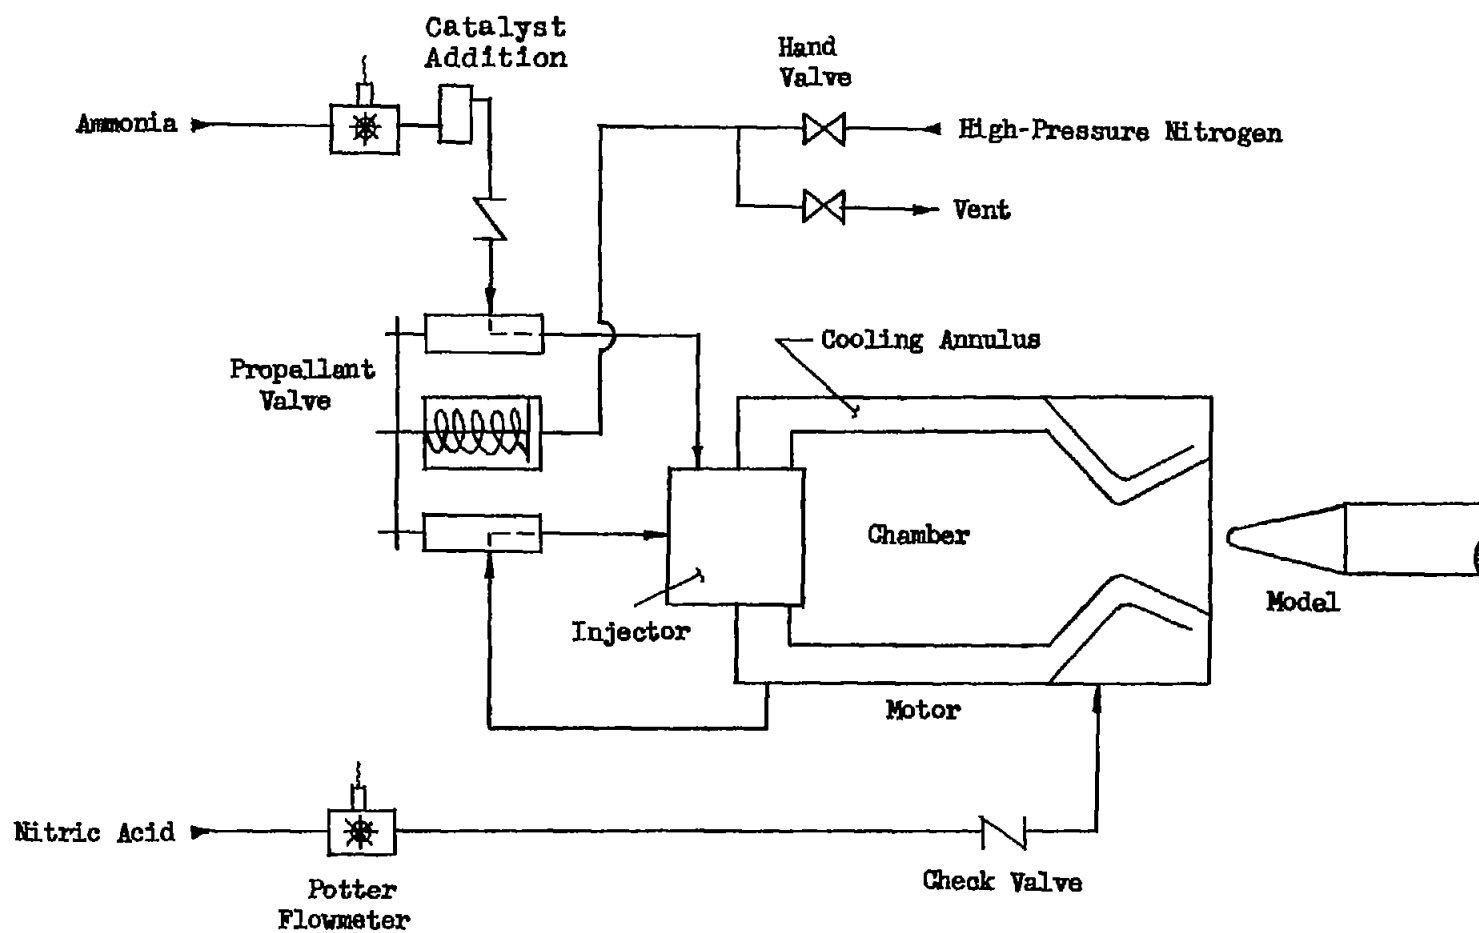 Catalyst
Addition
Hand
Valve
Ammonia
High-Pressure Nitrogen
Vent
Cooling Annulus
Propellant
Valve
Chamber
Injector
Model
Motor
Nitric Acid
Check Valve
Potter
Flowmeter